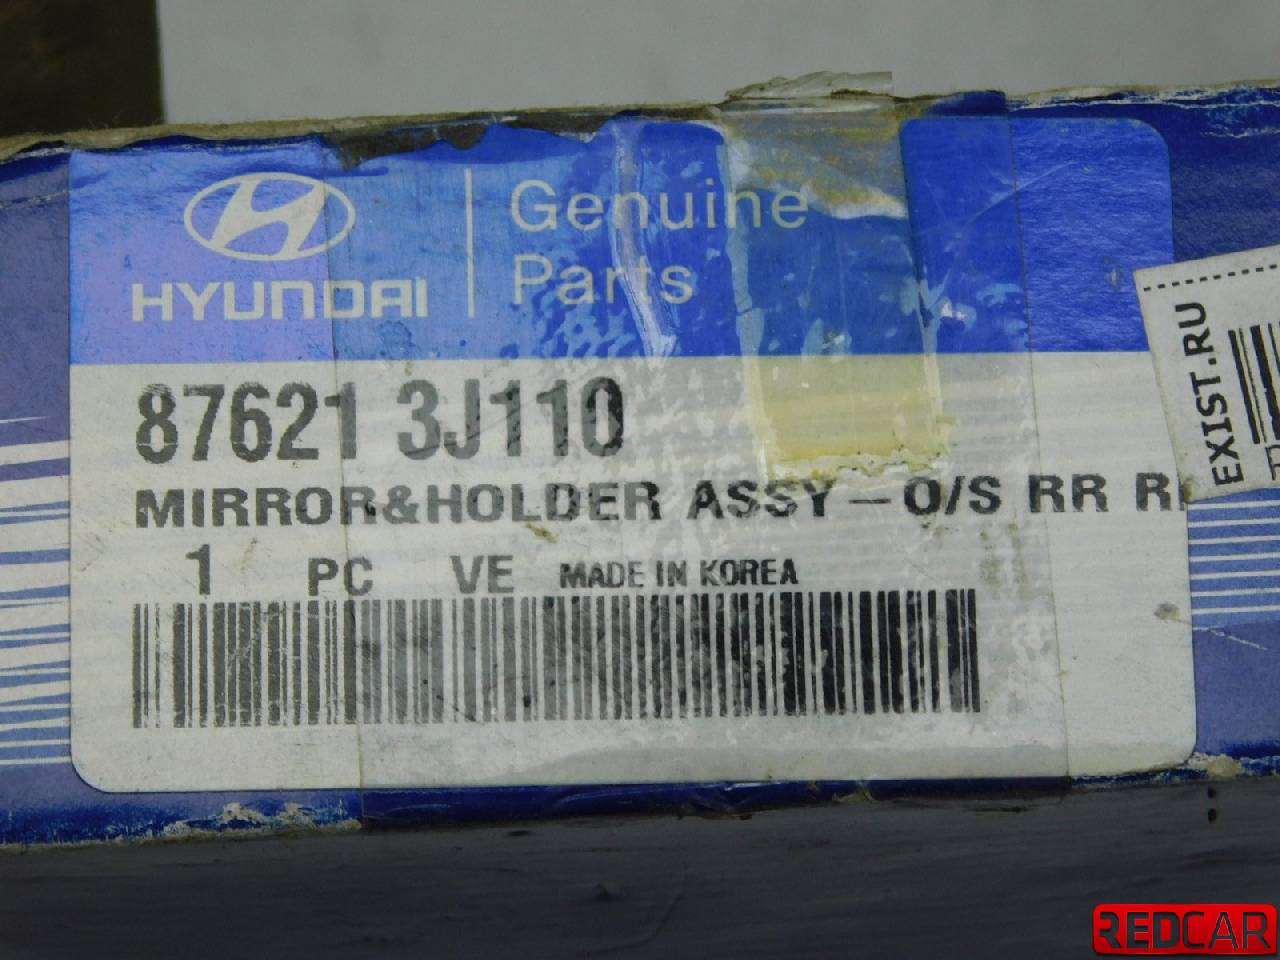 HYUNDAI
Genuine
Parts
87621 3J110
MIRROR&HOLDER ASSY-O/S RR
1 PC VE MADE IN KOREA
EXIST.RU
REDCAR